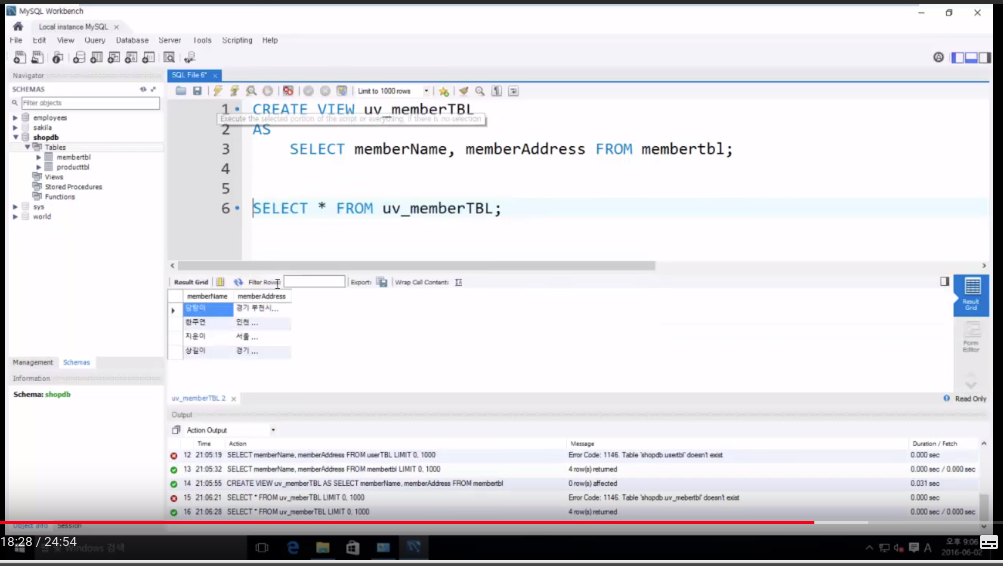 MySQL Workbench
Local instance MySQL ×
File Edit View Query Database Server Tools Scripting Help
Navigator
SCHEMAS
Filter objects
employees
sakila
shopdb
Tables
membertbl
producttbl
Views
Stored Procedures
Functions
sys
world
Management Schemas
Information
Schema: shopdb
Object Info Session
SQL File 6* ×
Limit to 1000 rows
1 CREATE VIEW uv_memberTBL
Execute the selected portion of the script or everything, if there is no selection
2 AS
3 SELECT memberName, memberAddress FROM membertbl;
4
5
6 SELECT * FROM uv_memberTBL;
Result Grid Filter Rows: Export: Wrap Cell Content:
memberName memberAddress
당탕이 경기 부천시...
한주연 인천 ...
지운이 서울 ...
상길이 경기 ...
Result Grid
Form Editor
uv_memberTBL 2 ×
Read Only
Output
Action Output
Time Action Message Duration / Fetch
12 21:05:19 SELECT memberName, memberAddress FROM userTBL LIMIT 0, 1000 Error Code: 1146. Table 'shopdb.usertbl' doesn't exist 0.000 sec
13 21:05:32 SELECT memberName, memberAddress FROM membertbl LIMIT 0, 1000 4 row(s) returned 0.000 sec / 0.000 sec
14 21:05:55 CREATE VIEW uv_memberTBL AS SELECT memberName, memberAddress FROM membertbl 0 row(s) affected 0.031 sec
15 21:06:21 SELECT * FROM uv_meberTBL LIMIT 0, 1000 Error Code: 1146. Table 'shopdb.uv_mebertbl' doesn't exist 0.000 sec
16 21:06:28 SELECT * FROM uv_memberTBL LIMIT 0, 1000 4 row(s) returned 0.000 sec / 0.000 sec
18:28 / 24:54
Windows 검색
A
오후 9:06
2016-06-02